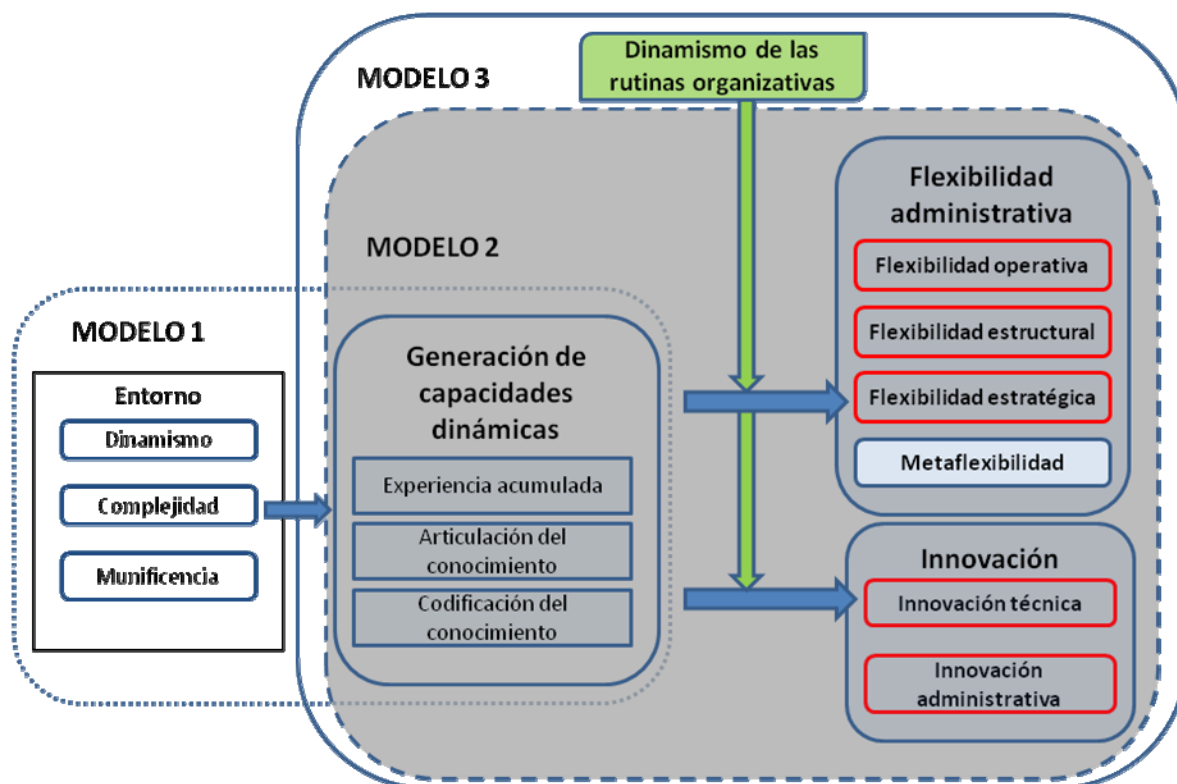 Dinamismo de las
rutinas organizativas
MODELO 3
MODELO 2
MODELO 1
Entorno
Dinamismo
Complejidad
Munificencia
Generación de
capacidades
dinámicas
Experiencia acumulada
Articulación del
conocimiento
Codificación del
conocimiento
Flexibilidad
administrativa
Flexibilidad operativa
Flexibilidad estructural
Flexibilidad estratégica
Metaflexibilidad
Innovación
Innovación técnica
Innovación
administrativa